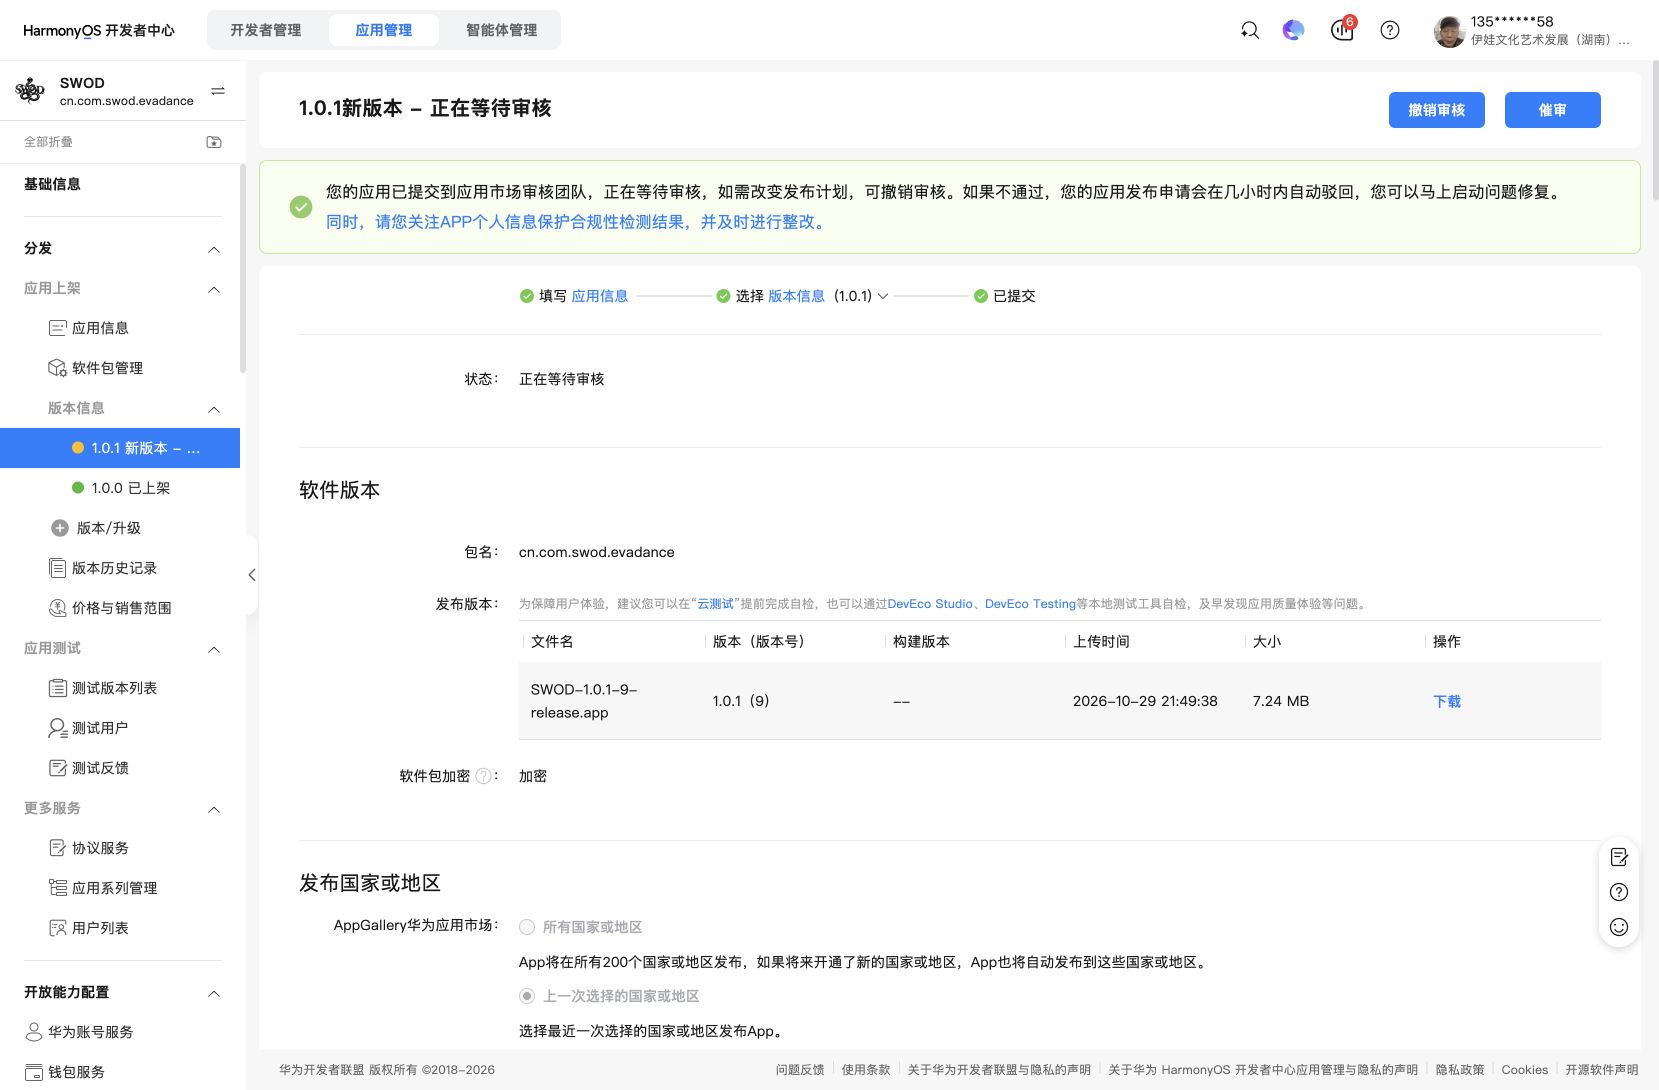 HarmonyOS 开发者中心
开发者管理
应用管理
智能体管理
6
135******58
伊娃文化艺术发展（湖南）...
SWOD
cn.com.swod.evadance
全部折叠
基础信息
分发
应用上架
应用信息
软件包管理
版本信息
1.0.1 新版本 – ...
1.0.0 已上架
版本/升级
版本历史记录
价格与销售范围
应用测试
测试版本列表
测试用户
测试反馈
更多服务
协议服务
应用系列管理
用户列表
开放能力配置
华为账号服务
钱包服务
1.0.1新版本 – 正在等待审核
撤销审核
催审
您的应用已提交到应用市场审核团队，正在等待审核，如需改变发布计划，可撤销审核。如果不通过，您的应用发布申请会在几小时内自动驳回，您可以马上启动问题修复。
同时，请您关注APP个人信息保护合规性检测结果，并及时进行整改。
填写 应用信息
选择 版本信息 (1.0.1)
已提交
状态：
正在等待审核
软件版本
包名：
cn.com.swod.evadance
发布版本：
为保障用户体验，建议您可以在“云测试”提前完成自检，也可以通过DevEco Studio、DevEco Testing等本地测试工具自检，及早发现应用质量体验等问题。
文件名
版本（版本号）
构建版本
上传时间
大小
操作
SWOD–1.0.1–9–
release.app
1.0.1（9）
––
2026–10–29 21:49:38
7.24 MB
下载
软件包加密 ?：
加密
发布国家或地区
AppGallery华为应用市场：
所有国家或地区
App将在所有200个国家或地区发布，如果将来开通了新的国家或地区，App也将自动发布到这些国家或地区。
上一次选择的国家或地区
选择最近一次选择的国家或地区发布App。
华为开发者联盟 版权所有 ©2018–2026
问题反馈
使用条款
关于华为开发者联盟与隐私的声明
关于华为 HarmonyOS 开发者中心应用管理与隐私的声明
隐私政策
Cookies
开源软件声明